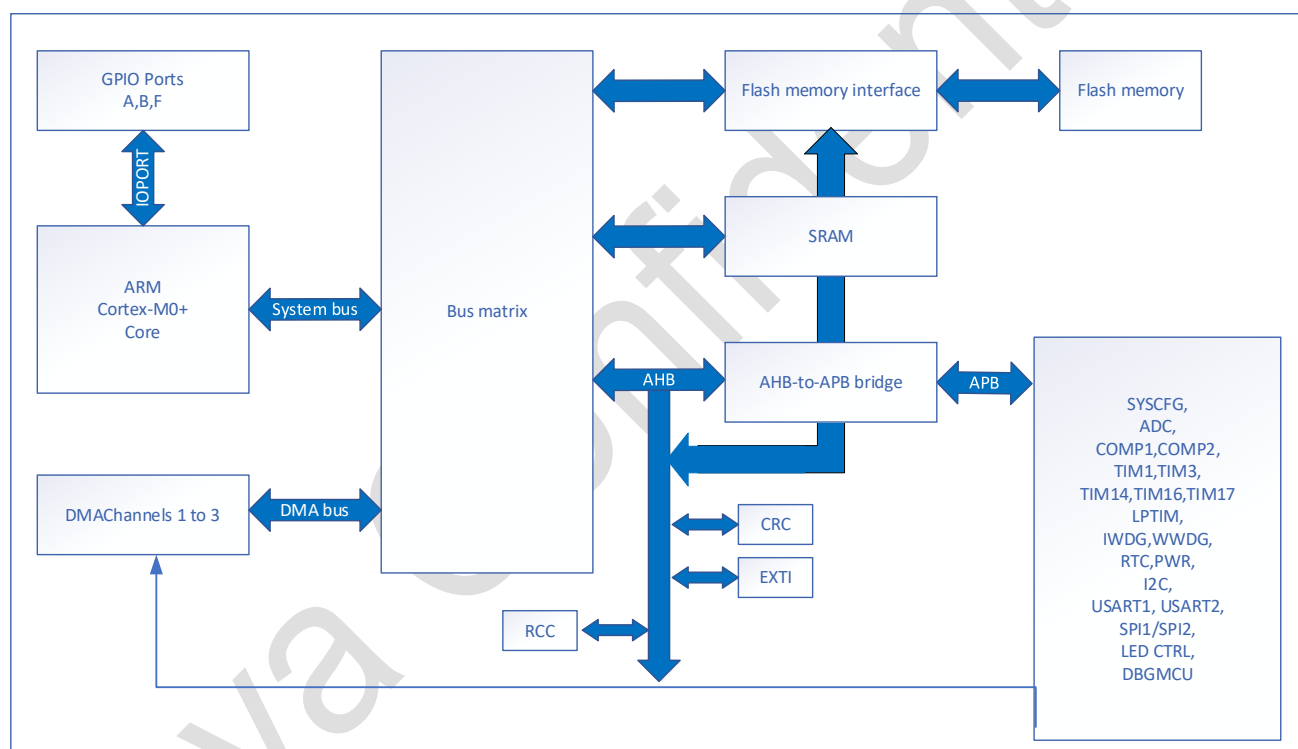 GPIO Ports
A,B,F
IOPORT
ARM
Cortex-M0+
Core
System bus
DMAChannels 1 to 3
DMA bus
Bus matrix
Flash memory interface
Flash memory
SRAM
AHB
AHB-to-APB bridge
APB
CRC
EXTI
RCC
SYSCFG,
ADC,
COMP1,COMP2,
TIM1,TIM3,
TIM14,TIM16,TIM17
LPTIM,
IWDG,WWDG,
RTC,PWR,
I2C,
USART1, USART2,
SPI1/SPI2,
LED CTRL,
DBGMCU